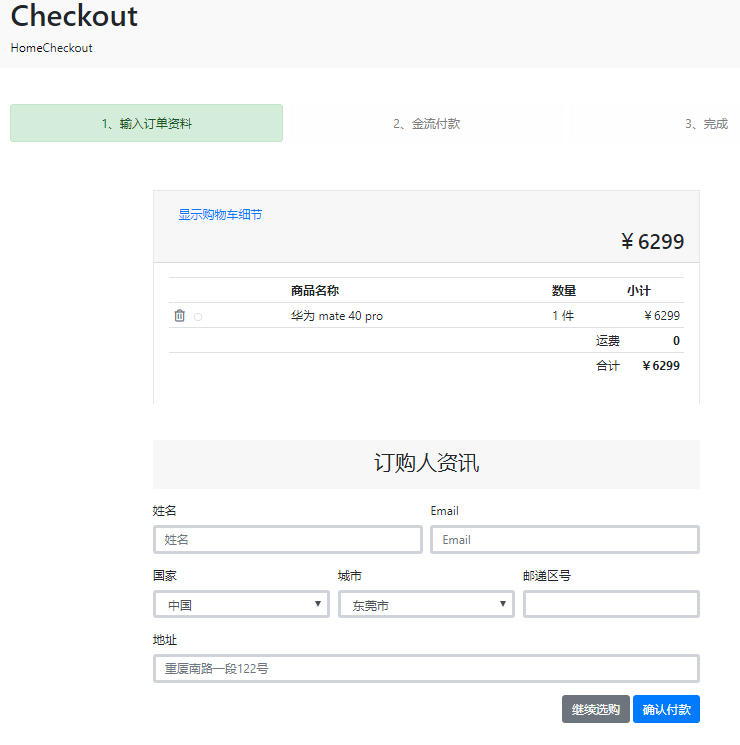 Checkout
HomeCheckout
1、输入订单资料 2、金流付款 3、完成
显示购物车细节
￥6299
商品名称 数量 小计
华为 mate 40 pro 1 件 ￥6299
运费 0
合计 ￥6299
订购人资讯
姓名 Email
姓名 Email
国家 城市 邮递区号
中国 东莞市
地址
重厦南路一段122号
继续选购 确认付款